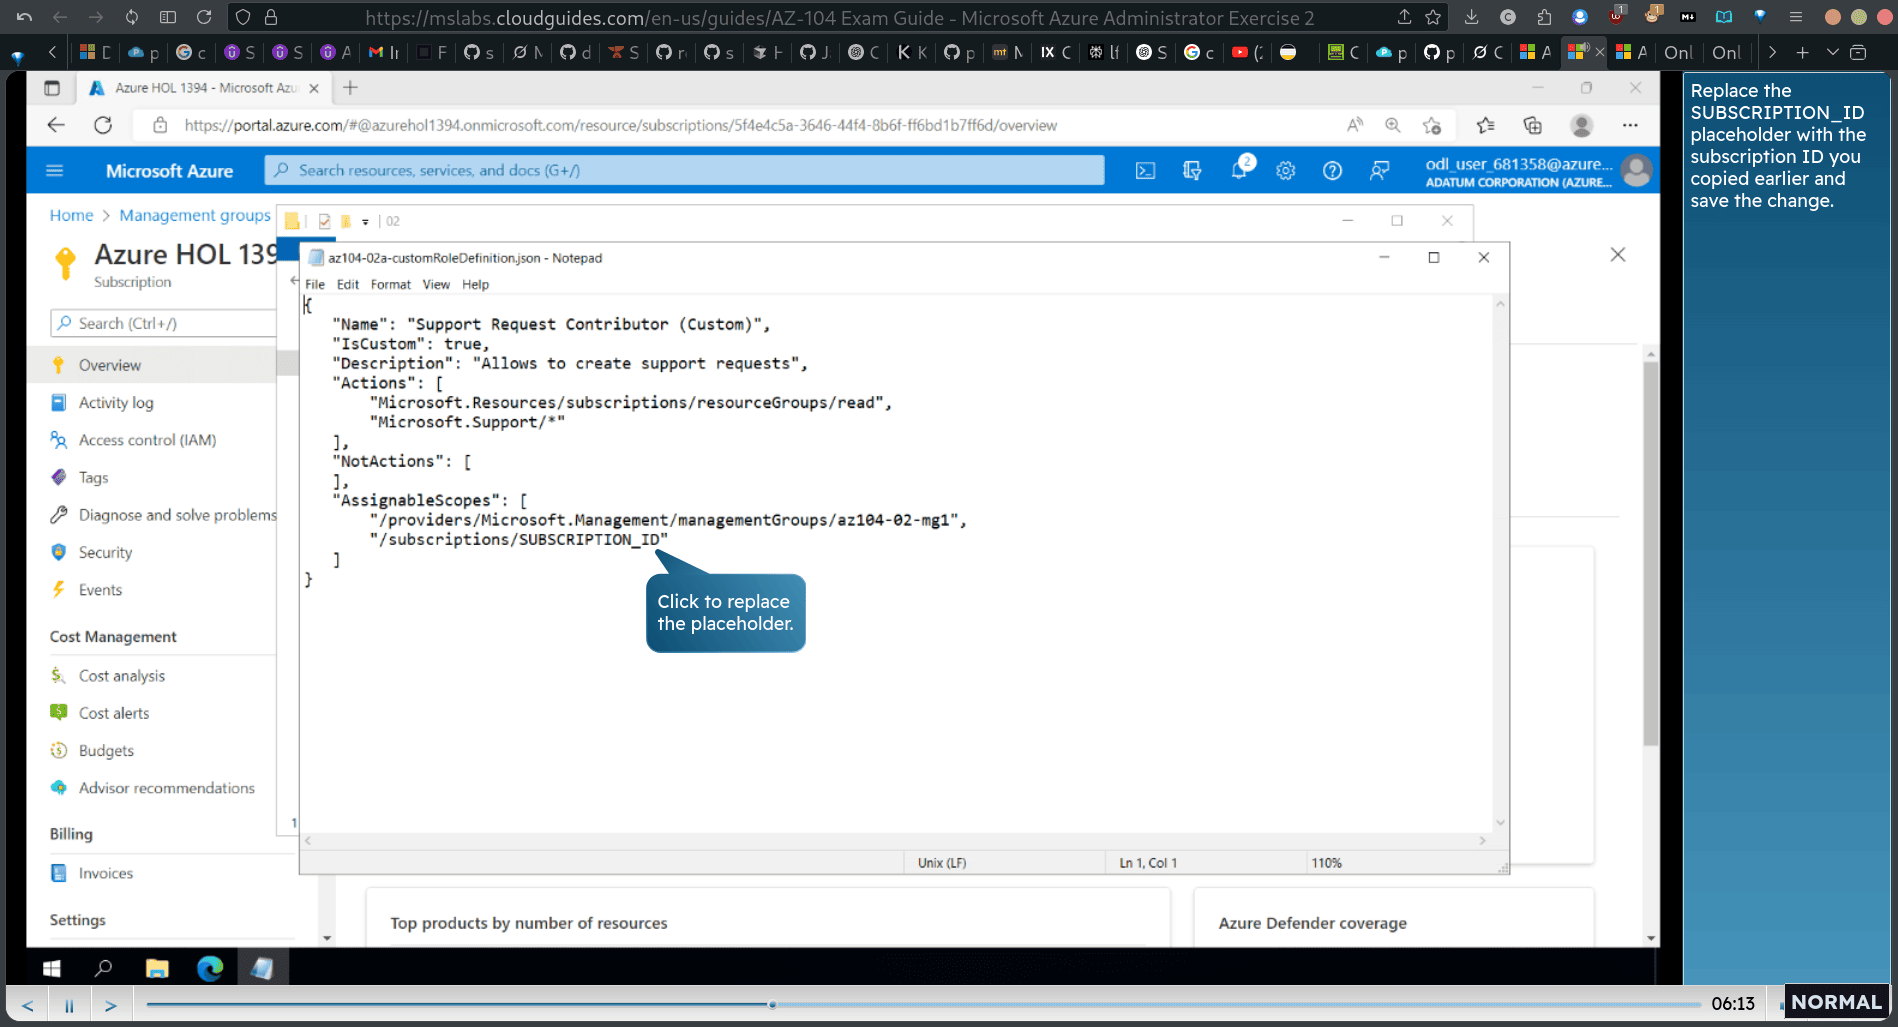 https://mslabs.cloudguides.com/en-us/guides/AZ-104 Exam Guide - Microsoft Azure Administrator Exercise 2
Azure HOL 1394 - Microsoft Azu
https://portal.azure.com/#@azurehol1394.onmicrosoft.com/resource/subscriptions/5f4e4c5a-3646-44f4-8b6f-ff6bd1b7ff6d/overview
Microsoft Azure
Search resources, services, and docs (G+/)
2
odl_user_681358@azure...
ADATUM CORPORATION (AZURE...
Home > Management groups
Azure HOL 139
Subscription
Search (Ctrl+/)
Overview
Activity log
Access control (IAM)
Tags
Diagnose and solve problems
Security
Events
Cost Management
Cost analysis
Cost alerts
Budgets
Advisor recommendations
Billing
Invoices
Settings
02
az104-02a-customRoleDefinition.json - Notepad
File Edit Format View Help
{
"Name": "Support Request Contributor (Custom)",
"IsCustom": true,
"Description": "Allows to create support requests",
"Actions": [
"Microsoft.Resources/subscriptions/resourceGroups/read",
"Microsoft.Support/*"
],
"NotActions": [
],
"AssignableScopes": [
"/providers/Microsoft.Management/managementGroups/az104-02-mg1",
"/subscriptions/SUBSCRIPTION_ID"
]
}
Click to replace
the placeholder.
Unix (LF)
Ln 1, Col 1
110%
Top products by number of resources
Azure Defender coverage
Replace the
SUBSCRIPTION_ID
placeholder with the
subscription ID you
copied earlier and
save the change.
06:13
NORMAL